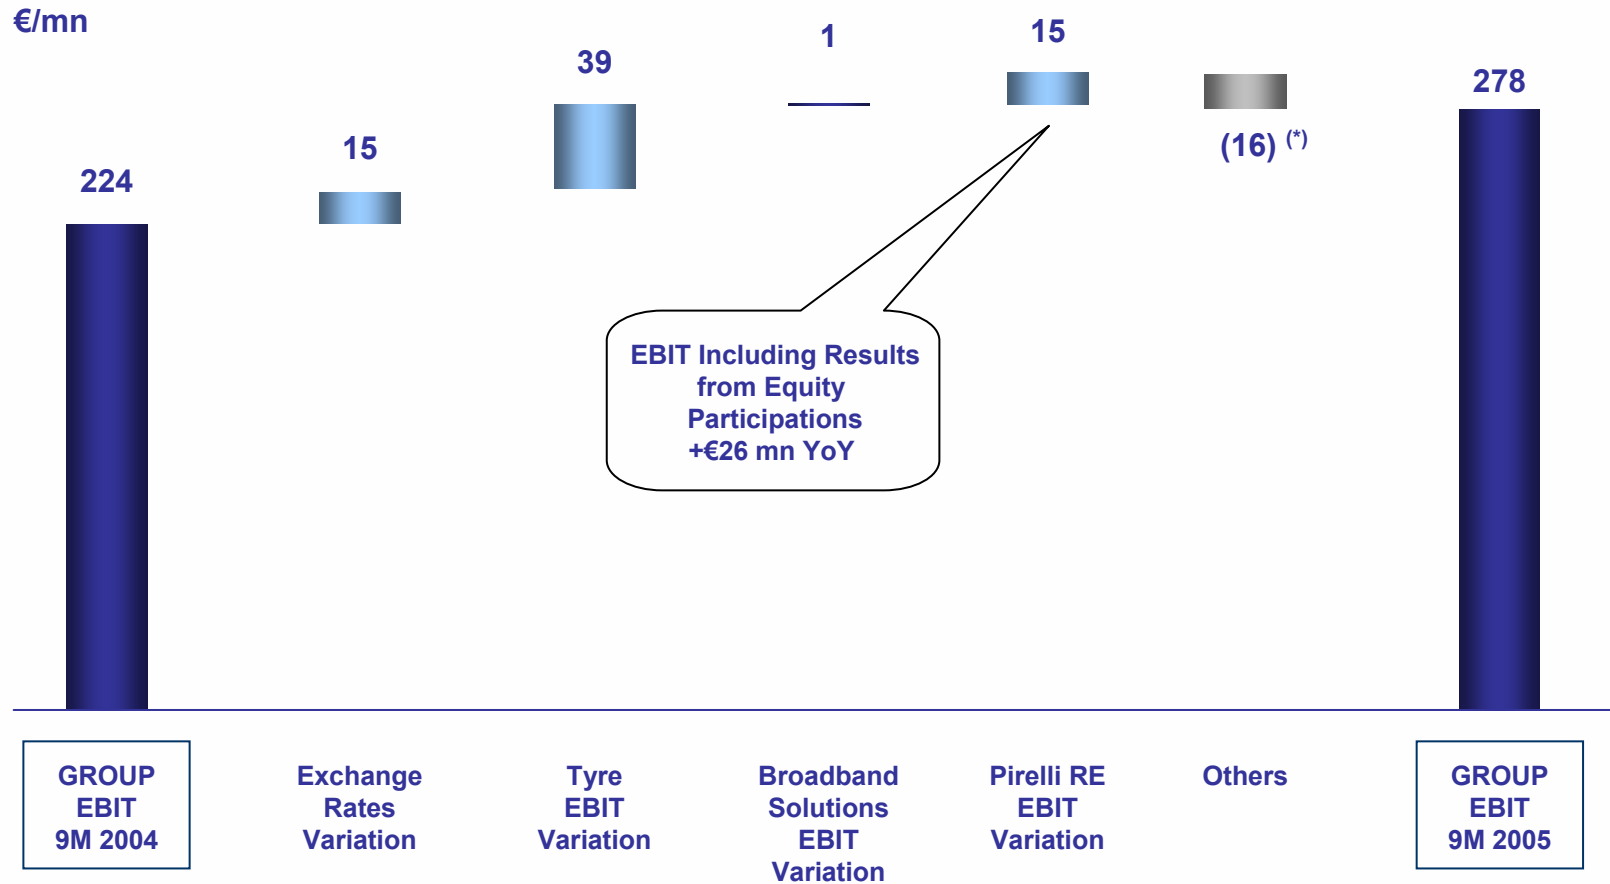 €/mn
224
15
39
1
15
(16) (*)
278
EBIT Including Results
from Equity
Participations
+€26 mn YoY
GROUP
EBIT
9M 2004
Exchange
Rates
Variation
Tyre
EBIT
Variation
Broadband
Solutions
EBIT
Variation
Pirelli RE
EBIT
Variation
Others
GROUP
EBIT
9M 2005